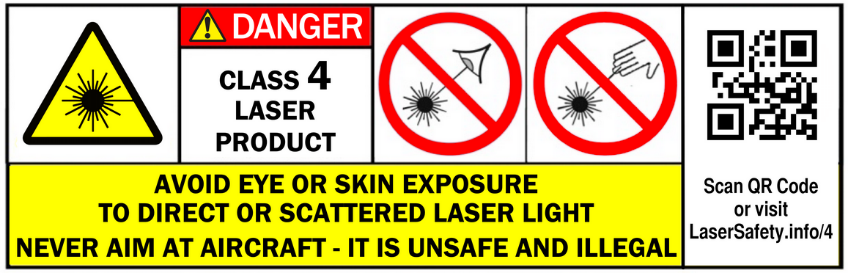 DANGER
CLASS 4
LASER
PRODUCT
AVOID EYE OR SKIN EXPOSURE
TO DIRECT OR SCATTERED LASER LIGHT
NEVER AIM AT AIRCRAFT - IT IS UNSAFE AND ILLEGAL
Scan QR Code
or visit
LaserSafety.info/4